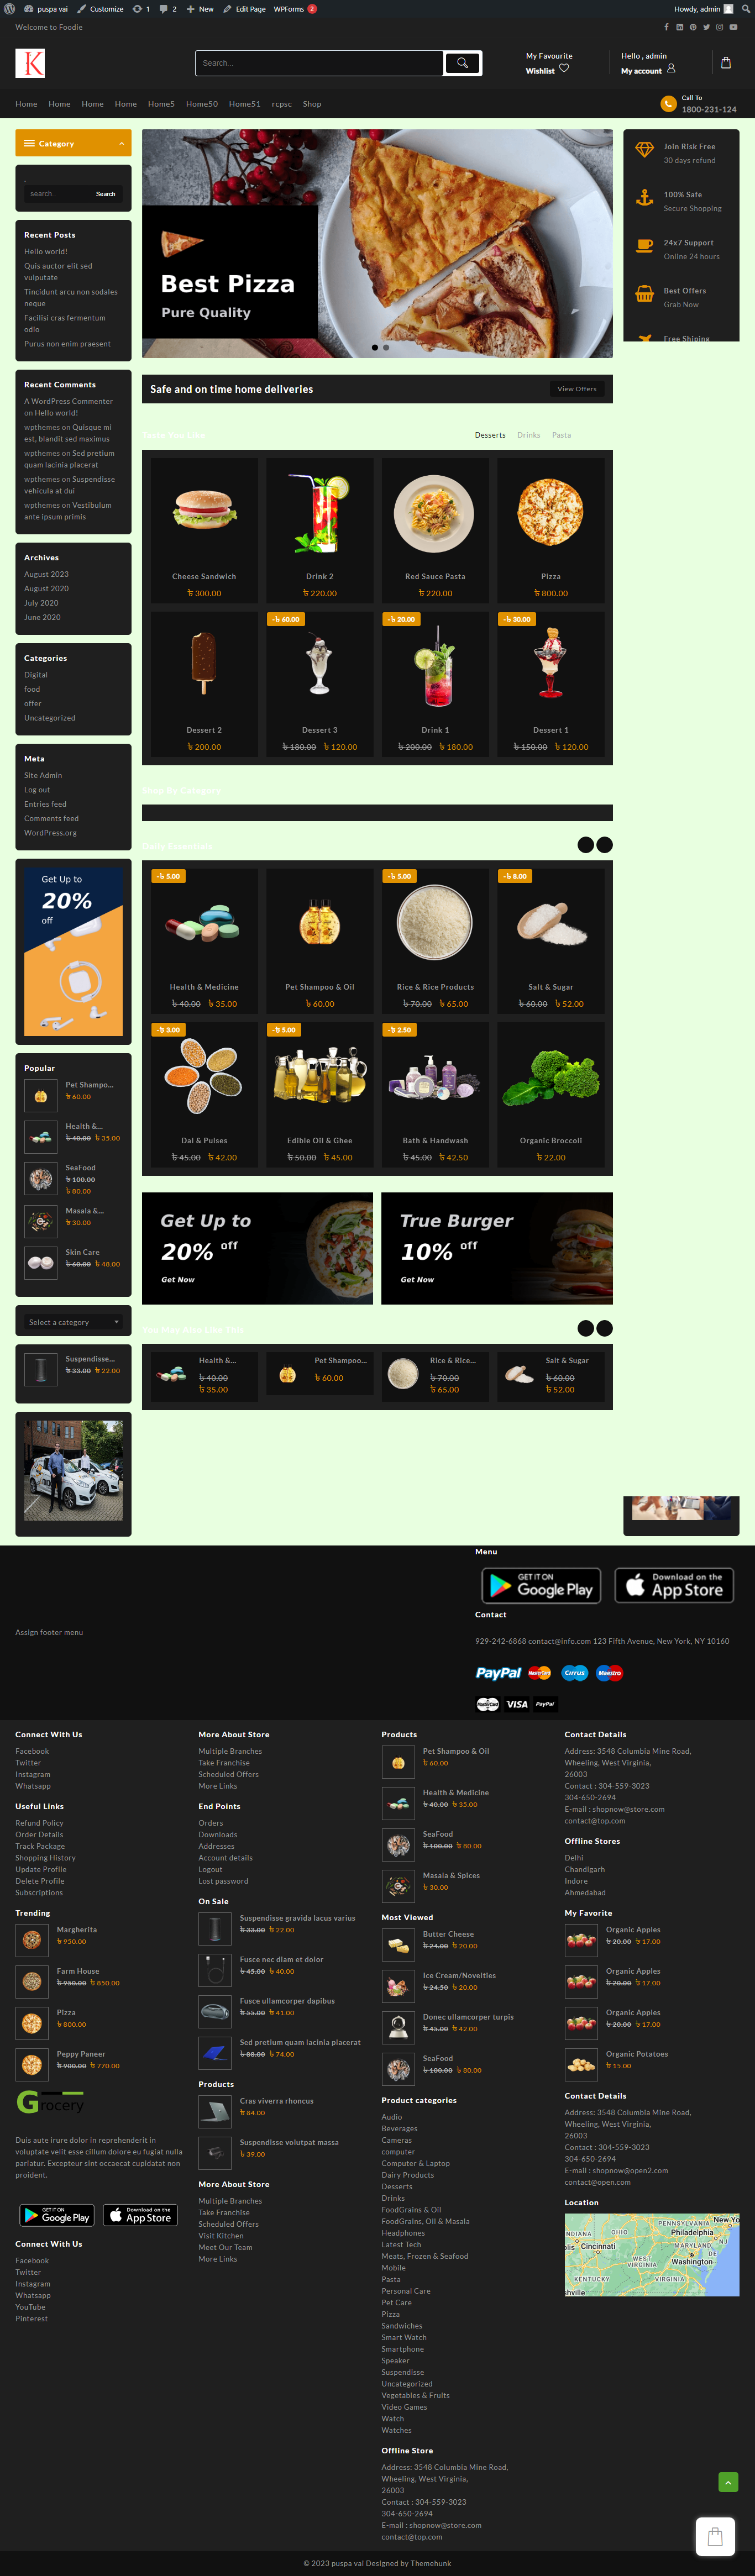 puspa vai Customize 1 2 New Edit Page WPForms 2 Howdy, admin
Welcome to Foodie
K
Search...
My Favourite
Wishlist
Hello , admin
My account
Home Home Home Home Home5 Home50 Home51 rcpsc Shop
Call To
1800-231-124
Category
search..
Search
Recent Posts
Hello world!
Quis auctor elit sed
vulputate
Tincidunt arcu non sodales
neque
Facilisi cras fermentum
odio
Purus non enim praesent
Recent Comments
A WordPress Commenter
on Hello world!
wpthemes on Quisque mi
est, blandit sed maximus
wpthemes on Sed pretium
quam lacinia placerat
wpthemes on Suspendisse
vehicula at dui
wpthemes on Vestibulum
ante ipsum primis
Archives
August 2023
August 2020
July 2020
June 2020
Categories
Digital
food
offer
Uncategorized
Meta
Site Admin
Log out
Entries feed
Comments feed
WordPress.org
Get Up to
20%
off
Popular
Pet Shampo...
৳ 60.00
Health &...
৳ 40.00 ৳ 35.00
SeaFood
৳ 100.00
৳ 80.00
Masala &...
৳ 30.00
Skin Care
৳ 60.00 ৳ 48.00
Select a category
Suspendisse...
৳ 33.00 ৳ 22.00
Best Pizza
Pure Quality
Safe and on time home deliveries
View Offers
Desserts Drinks Pasta
Cheese Sandwich
৳ 300.00
Drink 2
৳ 220.00
Red Sauce Pasta
৳ 220.00
Pizza
৳ 800.00
Dessert 2
৳ 200.00
-৳ 60.00
Dessert 3
৳ 180.00 ৳ 120.00
-৳ 20.00
Drink 1
৳ 200.00 ৳ 180.00
-৳ 30.00
Dessert 1
৳ 150.00 ৳ 120.00
Shop By Category
-৳ 5.00
Health & Medicine
৳ 40.00 ৳ 35.00
Pet Shampoo & Oil
৳ 60.00
-৳ 5.00
Rice & Rice Products
৳ 70.00 ৳ 65.00
-৳ 8.00
Salt & Sugar
৳ 60.00 ৳ 52.00
-৳ 3.00
Dal & Pulses
৳ 45.00 ৳ 42.00
-৳ 5.00
Edible Oil & Ghee
৳ 50.00 ৳ 45.00
-৳ 2.50
Bath & Handwash
৳ 45.00 ৳ 42.50
Organic Broccoli
৳ 22.00
Get Up to
20% off
Get Now
True Burger
10% off
Get Now
Health &...
৳ 40.00
৳ 35.00
Pet Shampoo...
৳ 60.00
Rice & Rice...
৳ 70.00
৳ 65.00
Salt & Sugar
৳ 60.00
৳ 52.00
Join Risk Free
30 days refund
100% Safe
Secure Shopping
24x7 Support
Online 24 hours
Best Offers
Grab Now
Free Shiping
Assign footer menu
Menu
GET IT ON
Google Play
Download on the
App Store
Contact
929-242-6868 contact@info.com 123 Fifth Avenue, New York, NY 10160
PayPal MasterCard Cirrus Maestro
MasterCard VISA PayPal
Connect With Us
Facebook
Twitter
Instagram
Whatsapp
Useful Links
Refund Policy
Order Details
Track Package
Shopping History
Update Profile
Delete Profile
Subscriptions
Trending
Margherita
৳ 950.00
Farm House
৳ 950.00 ৳ 850.00
Pizza
৳ 800.00
Peppy Paneer
৳ 900.00 ৳ 770.00
Grocery
Duis aute irure dolor in reprehenderit in
voluptate velit esse cillum dolore eu fugiat nulla
pariatur. Excepteur sint occaecat cupidatat non
proident.
GET IT ON
Google Play
Download on the
App Store
Connect With Us
Facebook
Twitter
Instagram
Whatsapp
YouTube
Pinterest
More About Store
Multiple Branches
Take Franchise
Scheduled Offers
More Links
End Points
Orders
Downloads
Addresses
Account details
Logout
Lost password
On Sale
Suspendisse gravida lacus varius
৳ 33.00 ৳ 22.00
Fusce nec diam et dolor
৳ 45.00 ৳ 40.00
Fusce ullamcorper dapibus
৳ 55.00 ৳ 41.00
Sed pretium quam lacinia placerat
৳ 88.00 ৳ 74.00
Products
Cras viverra rhoncus
৳ 84.00
Suspendisse volutpat massa
৳ 39.00
More About Store
Multiple Branches
Take Franchise
Scheduled Offers
Visit Kitchen
Meet Our Team
More Links
Products
Pet Shampoo & Oil
৳ 60.00
Health & Medicine
৳ 40.00 ৳ 35.00
SeaFood
৳ 100.00 ৳ 80.00
Masala & Spices
৳ 30.00
Most Viewed
Butter Cheese
৳ 24.00 ৳ 20.00
Ice Cream/Novelties
৳ 24.50 ৳ 20.00
Donec ullamcorper turpis
৳ 45.00 ৳ 42.00
SeaFood
৳ 100.00 ৳ 80.00
Product categories
Audio
Beverages
Cameras
computer
Computer & Laptop
Dairy Products
Desserts
Drinks
FoodGrains & Oil
FoodGrains, Oil & Masala
Headphones
Latest Tech
Meats, Frozen & Seafood
Mobile
Pasta
Personal Care
Pet Care
Pizza
Sandwiches
Smart Watch
Smartphone
Speaker
Suspendisse
Uncategorized
Vegetables & Fruits
Video Games
Watch
Watches
Offline Store
Address: 3548 Columbia Mine Road,
Wheeling, West Virginia,
26003
Contact : 304-559-3023
304-650-2694
E-mail : shopnow@store.com
contact@top.com
Contact Details
Address: 3548 Columbia Mine Road,
Wheeling, West Virginia,
26003
Contact : 304-559-3023
304-650-2694
E-mail : shopnow@store.com
contact@top.com
Offline Stores
Delhi
Chandigarh
Indore
Ahmedabad
My Favorite
Organic Apples
৳ 20.00 ৳ 17.00
Organic Apples
৳ 20.00 ৳ 17.00
Organic Apples
৳ 20.00 ৳ 17.00
Organic Potatoes
৳ 15.00
Contact Details
Address: 3548 Columbia Mine Road,
Wheeling, West Virginia,
26003
Contact : 304-559-3023
304-650-2694
E-mail : shopnow@open2.com
contact@open.com
Location
PENNSYLVANIA New Yo
INDIANA OHIO Philadelphia
olis Cincinnati MARYLAND
WEST
VIRGINIA Washington
KENTUCKY VIRGINIA
shville
© 2023 puspa vai Designed by Themehunk